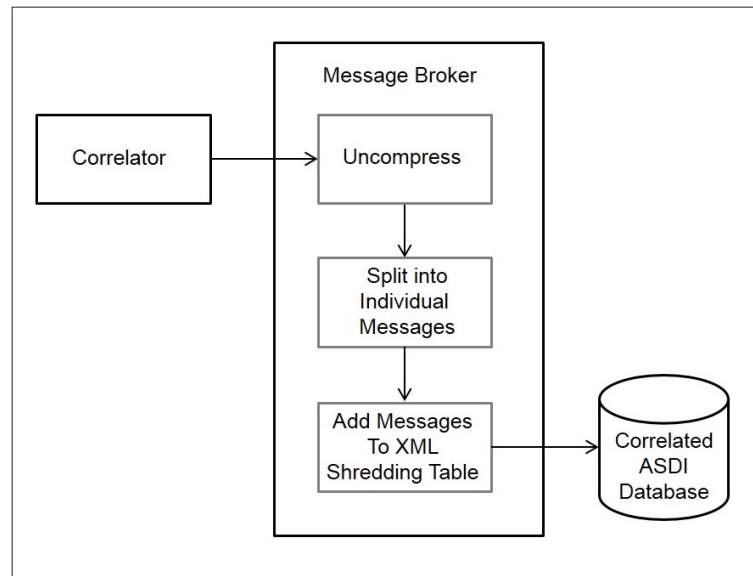 Message Broker
Correlator
Uncompress
Split into
Individual
Messages
Add Messages
To XML
Shredding Table
Correlated
ASDI
Database